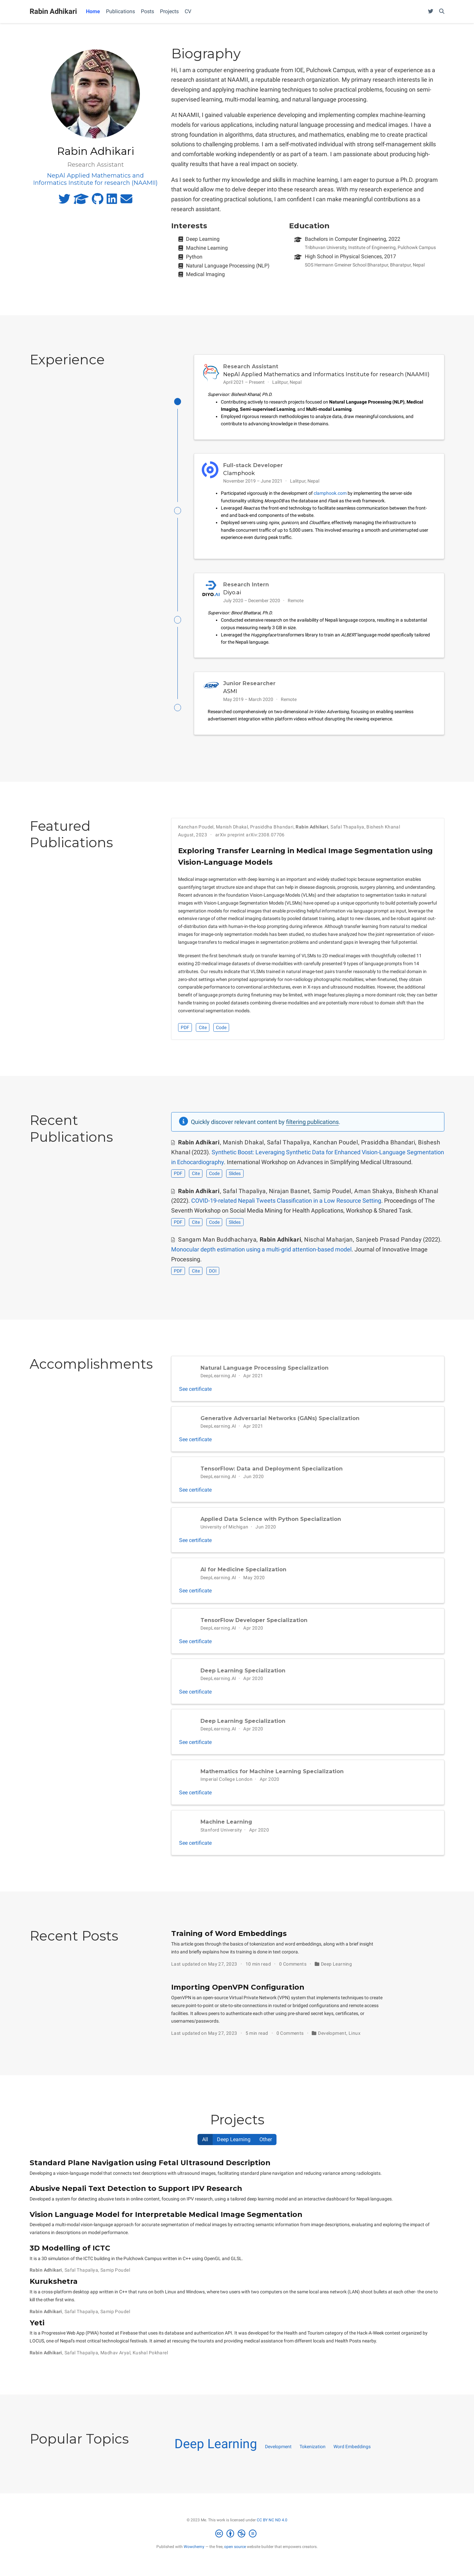 Rabin Adhikari Home Publications Posts Projects CV
Rabin Adhikari
Research Assistant
NepAl Applied Mathematics and
Informatics Institute for research (NAAMII)
Biography
Hi, I am a computer engineering graduate from IOE, Pulchowk Campus, with a year of experience as a
research assistant at NAAMII, a reputable research organization. My primary research interests lie in
developing and applying machine learning techniques to solve practical problems, focusing on semi-
supervised learning, multi-modal learning, and natural language processing.
At NAAMII, I gained valuable experience developing and implementing complex machine-learning
models for various applications, including natural language processing and medical images. I have a
strong foundation in algorithms, data structures, and mathematics, enabling me to create practical
solutions to challenging problems. I am a self-motivated individual with strong self-management skills
and comfortable working independently or as part of a team. I am passionate about producing high-
quality results that will have a real impact on society.
As I seek to further my knowledge and skills in machine learning, I am eager to pursue a Ph.D. program
that would allow me to delve deeper into these research areas. With my research experience and
passion for creating practical solutions, I am confident I can make meaningful contributions as a
research assistant.
Interests
Deep Learning
Machine Learning
Python
Natural Language Processing (NLP)
Medical Imaging
Education
Bachelors in Computer Engineering, 2022
Tribhuvan University, Institute of Engineering, Pulchowk Campus
High School in Physical Sciences, 2017
SOS Hermann Gmeiner School Bharatpur, Bharatpur, Nepal
Experience
Research Assistant
NepAl Applied Mathematics and Informatics Institute for research (NAAMII)
April 2021 – Present · Lalitpur, Nepal
Supervisor: Bishesh Khanal, Ph.D.
• Contributing actively to research projects focused on Natural Language Processing (NLP), Medical
Imaging, Semi-supervised Learning, and Multi-modal Learning.
• Employed rigorous research methodologies to analyze data, draw meaningful conclusions, and
contribute to advancing knowledge in these domains.
Full-stack Developer
Clamphook
November 2019 – June 2021 · Lalitpur, Nepal
• Participated vigorously in the development of clamphook.com by implementing the server-side
functionality utilizing MongoDB as the database and Flask as the web framework.
• Leveraged React as the front-end technology to facilitate seamless communication between the front-
end and back-end components of the website.
• Deployed servers using nginx, gunicorn, and Cloudflare, effectively managing the infrastructure to
handle concurrent traffic of up to 5,000 users. This involved ensuring a smooth and uninterrupted user
experience even during peak traffic.
DIYO.AI
Research Intern
Diyo.ai
July 2020 – December 2020 · Remote
Supervisor: Binod Bhattarai, Ph.D.
• Conducted extensive research on the availability of Nepali language corpora, resulting in a substantial
corpus measuring nearly 3 GB in size.
• Leveraged the Huggingface transformers library to train an ALBERT language model specifically tailored
for the Nepali language.
ASMI
Junior Researcher
ASMI
May 2019 – March 2020 · Remote
Researched comprehensively on two-dimensional In-Video Advertising, focusing on enabling seamless
advertisement integration within platform videos without disrupting the viewing experience.
Featured
Publications
Kanchan Poudel, Manish Dhakal, Prasiddha Bhandari, Rabin Adhikari, Safal Thapaliya, Bishesh Khanal
August, 2023 · arXiv preprint arXiv:2308.07706
Exploring Transfer Learning in Medical Image Segmentation using
Vision-Language Models
Medical image segmentation with deep learning is an important and widely studied topic because segmentation enables
quantifying target structure size and shape that can help in disease diagnosis, prognosis, surgery planning, and understanding.
Recent advances in the foundation Vision-Language Models (VLMs) and their adaptation to segmentation tasks in natural
images with Vision-Language Segmentation Models (VLSMs) have opened up a unique opportunity to build potentially powerful
segmentation models for medical images that enable providing helpful information via language prompt as input, leverage the
extensive range of other medical imaging datasets by pooled dataset training, adapt to new classes, and be robust against out-
of-distribution data with human-in-the-loop prompting during inference. Although transfer learning from natural to medical
images for image-only segmentation models has been studied, no studies have analyzed how the joint representation of vision-
language transfers to medical images in segmentation problems and understand gaps in leveraging their full potential.
We present the first benchmark study on transfer learning of VLSMs to 2D medical images with thoughtfully collected 11
existing 2D medical image datasets of diverse modalities with carefully presented 9 types of language prompts from 14
attributes. Our results indicate that VLSMs trained in natural image-text pairs transfer reasonably to the medical domain in
zero-shot settings when prompted appropriately for non-radiology photographic modalities; when finetuned, they obtain
comparable performance to conventional architectures, even in X-rays and ultrasound modalities. However, the additional
benefit of language prompts during finetuning may be limited, with image features playing a more dominant role; they can better
handle training on pooled datasets combining diverse modalities and are potentially more robust to domain shift than the
conventional segmentation models.
PDF Cite Code
Recent
Publications
Quickly discover relevant content by filtering publications.
Rabin Adhikari, Manish Dhakal, Safal Thapaliya, Kanchan Poudel, Prasiddha Bhandari, Bishesh
Khanal (2023). Synthetic Boost: Leveraging Synthetic Data for Enhanced Vision-Language Segmentation
in Echocardiography. International Workshop on Advances in Simplifying Medical Ultrasound.
PDF Cite Code Slides
Rabin Adhikari, Safal Thapaliya, Nirajan Basnet, Samip Poudel, Aman Shakya, Bishesh Khanal
(2022). COVID-19-related Nepali Tweets Classification in a Low Resource Setting. Proceedings of The
Seventh Workshop on Social Media Mining for Health Applications, Workshop & Shared Task.
PDF Cite Code Slides
Sangam Man Buddhacharya, Rabin Adhikari, Nischal Maharjan, Sanjeeb Prasad Panday (2022).
Monocular depth estimation using a multi-grid attention-based model. Journal of Innovative Image
Processing.
PDF Cite DOI
Accomplishments
Natural Language Processing Specialization
DeepLearning.AI · Apr 2021
See certificate
Generative Adversarial Networks (GANs) Specialization
DeepLearning.AI · Apr 2021
See certificate
TensorFlow: Data and Deployment Specialization
DeepLearning.AI · Jun 2020
See certificate
Applied Data Science with Python Specialization
University of Michigan · Jun 2020
See certificate
AI for Medicine Specialization
DeepLearning.AI · May 2020
See certificate
TensorFlow Developer Specialization
DeepLearning.AI · Apr 2020
See certificate
Deep Learning Specialization
DeepLearning.AI · Apr 2020
See certificate
Deep Learning Specialization
DeepLearning.AI · Apr 2020
See certificate
Mathematics for Machine Learning Specialization
Imperial College London · Apr 2020
See certificate
Machine Learning
Stanford University · Apr 2020
See certificate
Recent Posts
Training of Word Embeddings
This article goes through the basics of tokenization and word embeddings, along with a brief insight
into and briefly explains how its training is done in text corpora.
Last updated on May 27, 2023 · 10 min read · 0 Comments · Deep Learning
Importing OpenVPN Configuration
OpenVPN is an open-source Virtual Private Network (VPN) system that implements techniques to create
secure point-to-point or site-to-site connections in routed or bridged configurations and remote access
facilities. It allows peers to authenticate each other using pre-shared secret keys, certificates, or
usernames/passwords.
Last updated on May 27, 2023 · 5 min read · 0 Comments · Development, Linux
Projects
All Deep Learning Other
Standard Plane Navigation using Fetal Ultrasound Description
Developing a vision-language model that connects text descriptions with ultrasound images, facilitating standard plane navigation and reducing variance among radiologists.
Abusive Nepali Text Detection to Support IPV Research
Developed a system for detecting abusive texts in online content, focusing on IPV research, using a tailored deep learning model and an interactive dashboard for Nepali languages.
Vision Language Model for Interpretable Medical Image Segmentation
Developed a multi-modal vision-language approach for accurate segmentation of medical images by extracting semantic information from image descriptions, evaluating and exploring the impact of
variations in descriptions on model performance.
3D Modelling of ICTC
It is a 3D simulation of the ICTC building in the Pulchowk Campus written in C++ using OpenGL and GLSL.
Rabin Adhikari, Safal Thapaliya, Samip Poudel
Kurukshetra
It is a cross-platform desktop app written in C++ that runs on both Linux and Windows, where two users with two computers on the same local area network (LAN) shoot bullets at each other- the one to
kill the other first wins.
Rabin Adhikari, Safal Thapaliya, Samip Poudel
Yeti
It is a Progressive Web App (PWA) hosted at Firebase that uses its database and authentication API. It was developed for the Health and Tourism category of the Hack-A-Week contest organized by
LOCUS, one of Nepal's most critical technological festivals. It aimed at rescuing the tourists and providing medical assistance from different locals and Health Posts nearby.
Rabin Adhikari, Safal Thapaliya, Madhav Aryal, Kushal Pokharel
Popular Topics
Deep Learning Development Tokenization Word Embeddings
© 2023 Me. This work is licensed under CC BY NC ND 4.0
Published with Wowchemy — the free, open source website builder that empowers creators.